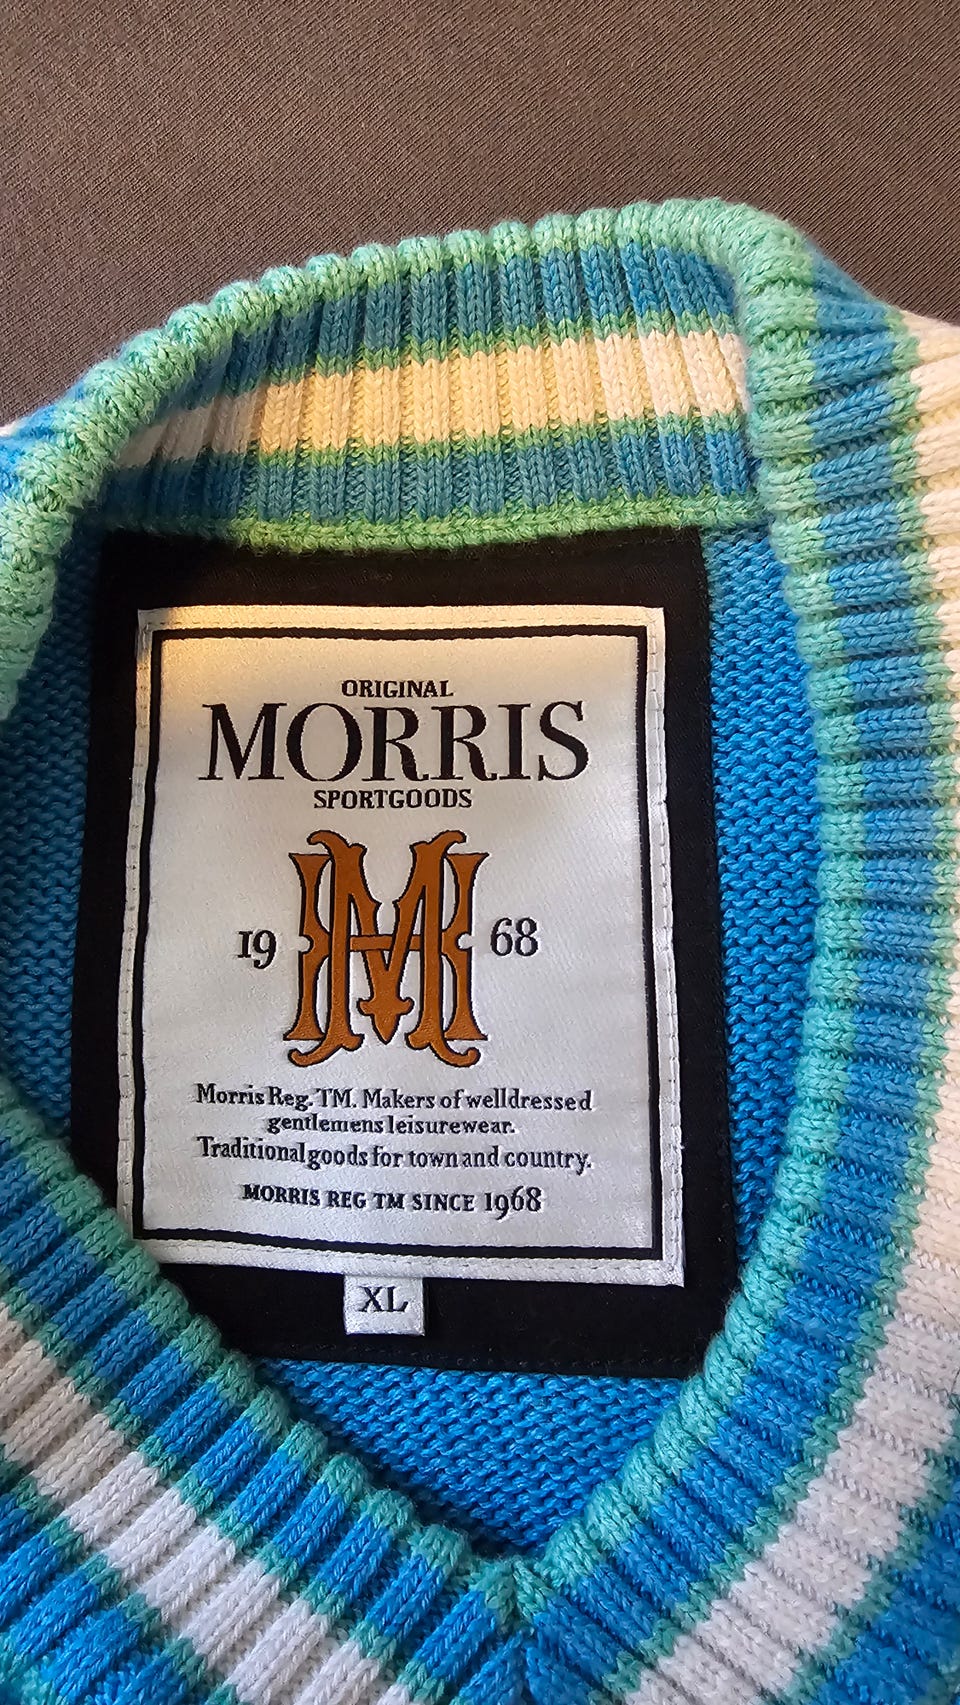 ORIGINAL
MORRIS
SPORTGOODS
19 MH 68
Morris Reg. TM. Makers of welldressed
gentlemens leisurewear.
Traditional goods for town and country.
MORRIS REG TM SINCE 1968
XL